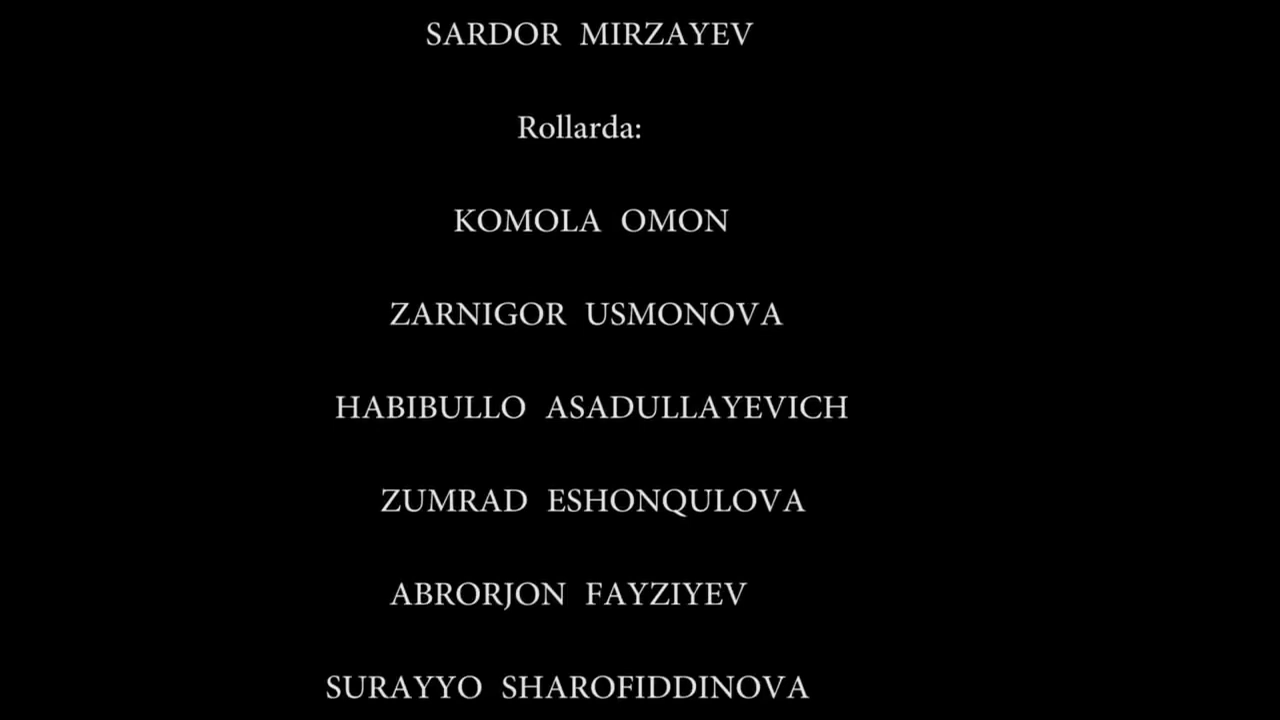 SARDOR MIRZAYEV
Rollarda:
KOMOLA OMON
ZARNIGOR USMONOVA
HABIBULLO ASADULLAYEVICH
ZUMRAD ESHONQULOVA
ABRORJON FAYZIYEV
SURAYYO SHAROFIDDINOVA